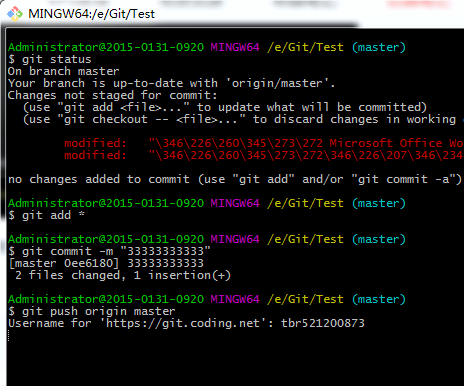 MINGW64:/e/Git/Test
Administrator@2015-0131-0920 MINGW64 /e/Git/Test (master)
$ git status
On branch master
Your branch is up-to-date with 'origin/master'.
Changes not staged for commit:
(use "git add <file>..." to update what will be committed)
(use "git checkout -- <file>..." to discard changes in working
modified: "\346\226\260\345\273\272 Microsoft Office Wo
modified: "\346\226\260\345\273\272\346\226\207\346\234
no changes added to commit (use "git add" and/or "git commit -a")
Administrator@2015-0131-0920 MINGW64 /e/Git/Test (master)
$ git add *
Administrator@2015-0131-0920 MINGW64 /e/Git/Test (master)
$ git commit -m "33333333333"
[master 0ee6180] 33333333333
2 files changed, 1 insertion(+)
Administrator@2015-0131-0920 MINGW64 /e/Git/Test (master)
$ git push origin master
Username for 'https://git.coding.net': tbr521200873